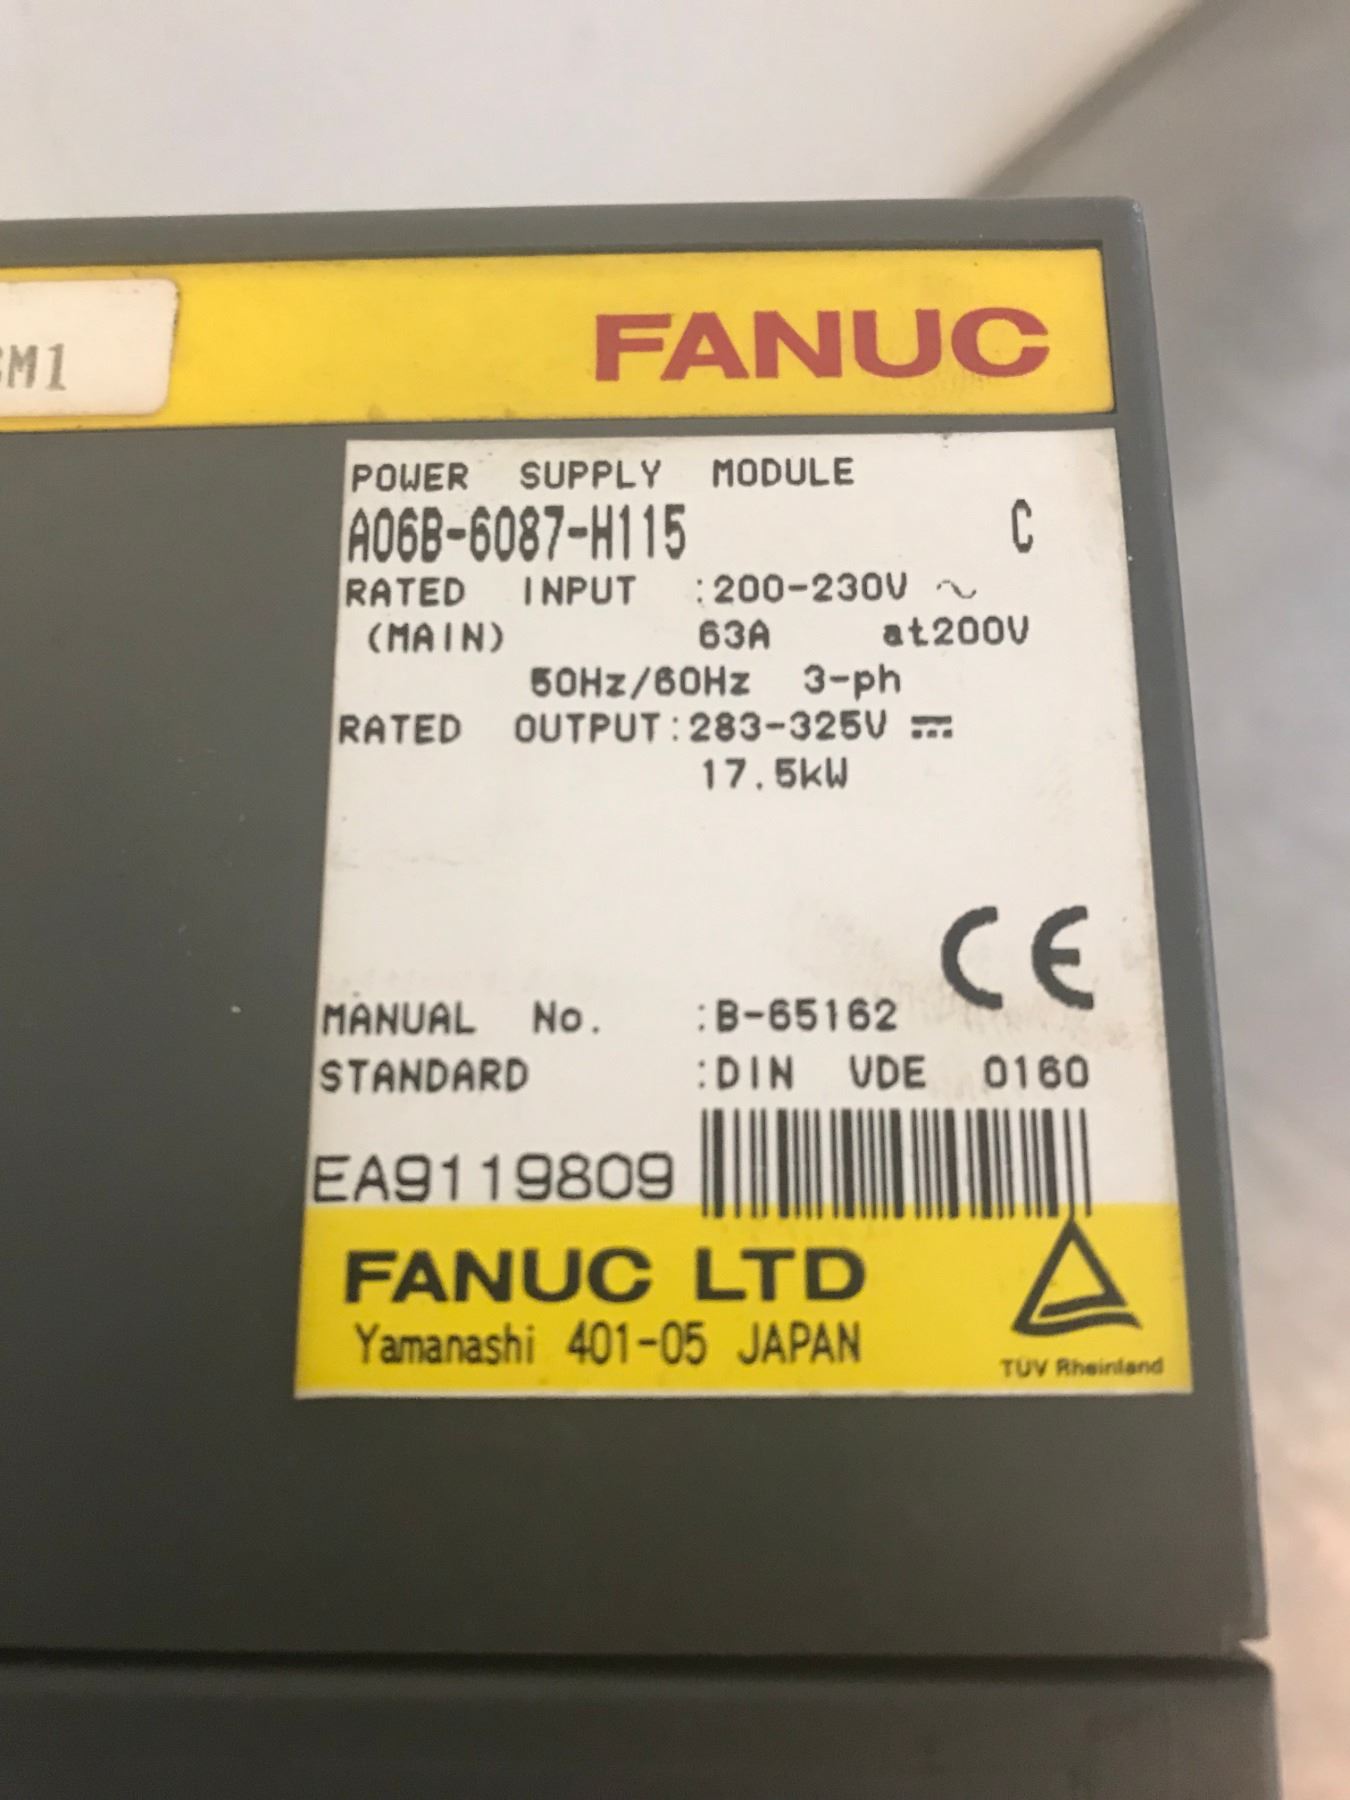 M1
FANUC
POWER SUPPLY MODULE
A06B-6087-H115 C
RATED INPUT :200-230V ~
(MAIN) 63A at200V
50Hz/60Hz 3-ph
RATED OUTPUT:283-325V ⎓
17.5kW
CE
MANUAL No. :B-65162
STANDARD :DIN VDE 0160
EA9119809
FANUC LTD
Yamanashi 401-05 JAPAN
TÜV Rheinland